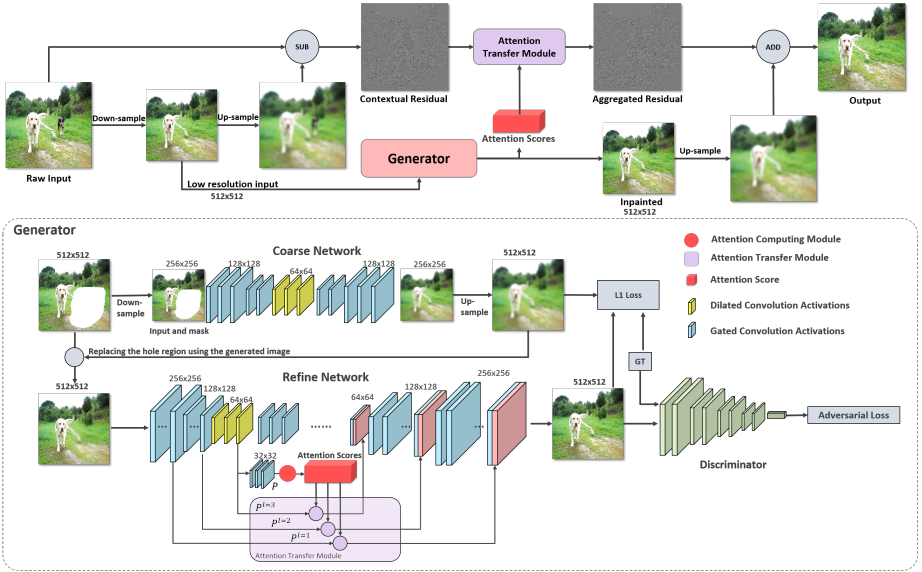 SUB
Attention
Transfer Module
ADD
Contextual Residual
Aggregated Residual
Output
Down-sample
Up-sample
Attention Scores
Generator
Up-sample
Raw Input
Low resolution input
512x512
Inpainted
512x512
Generator
512x512
Coarse Network
256x256
128x128
64x64
128x128
256x256
512x512
Down-
sample
Input and mask
Up-
sample
L1 Loss
Attention Computing Module
Attention Transfer Module
Attention Score
Dilated Convolution Activations
Gated Convolution Activations
Replacing the hole region using the generated image
GT
512x512
Refine Network
256x256
128x128
64x64
64x64
128x128
256x256
512x512
...
...
......
...
...
Adversarial Loss
Discriminator
32x32
Attention Scores
P
P^{l=3}
P^{l=2}
P^{l=1}
Attention Transfer Module